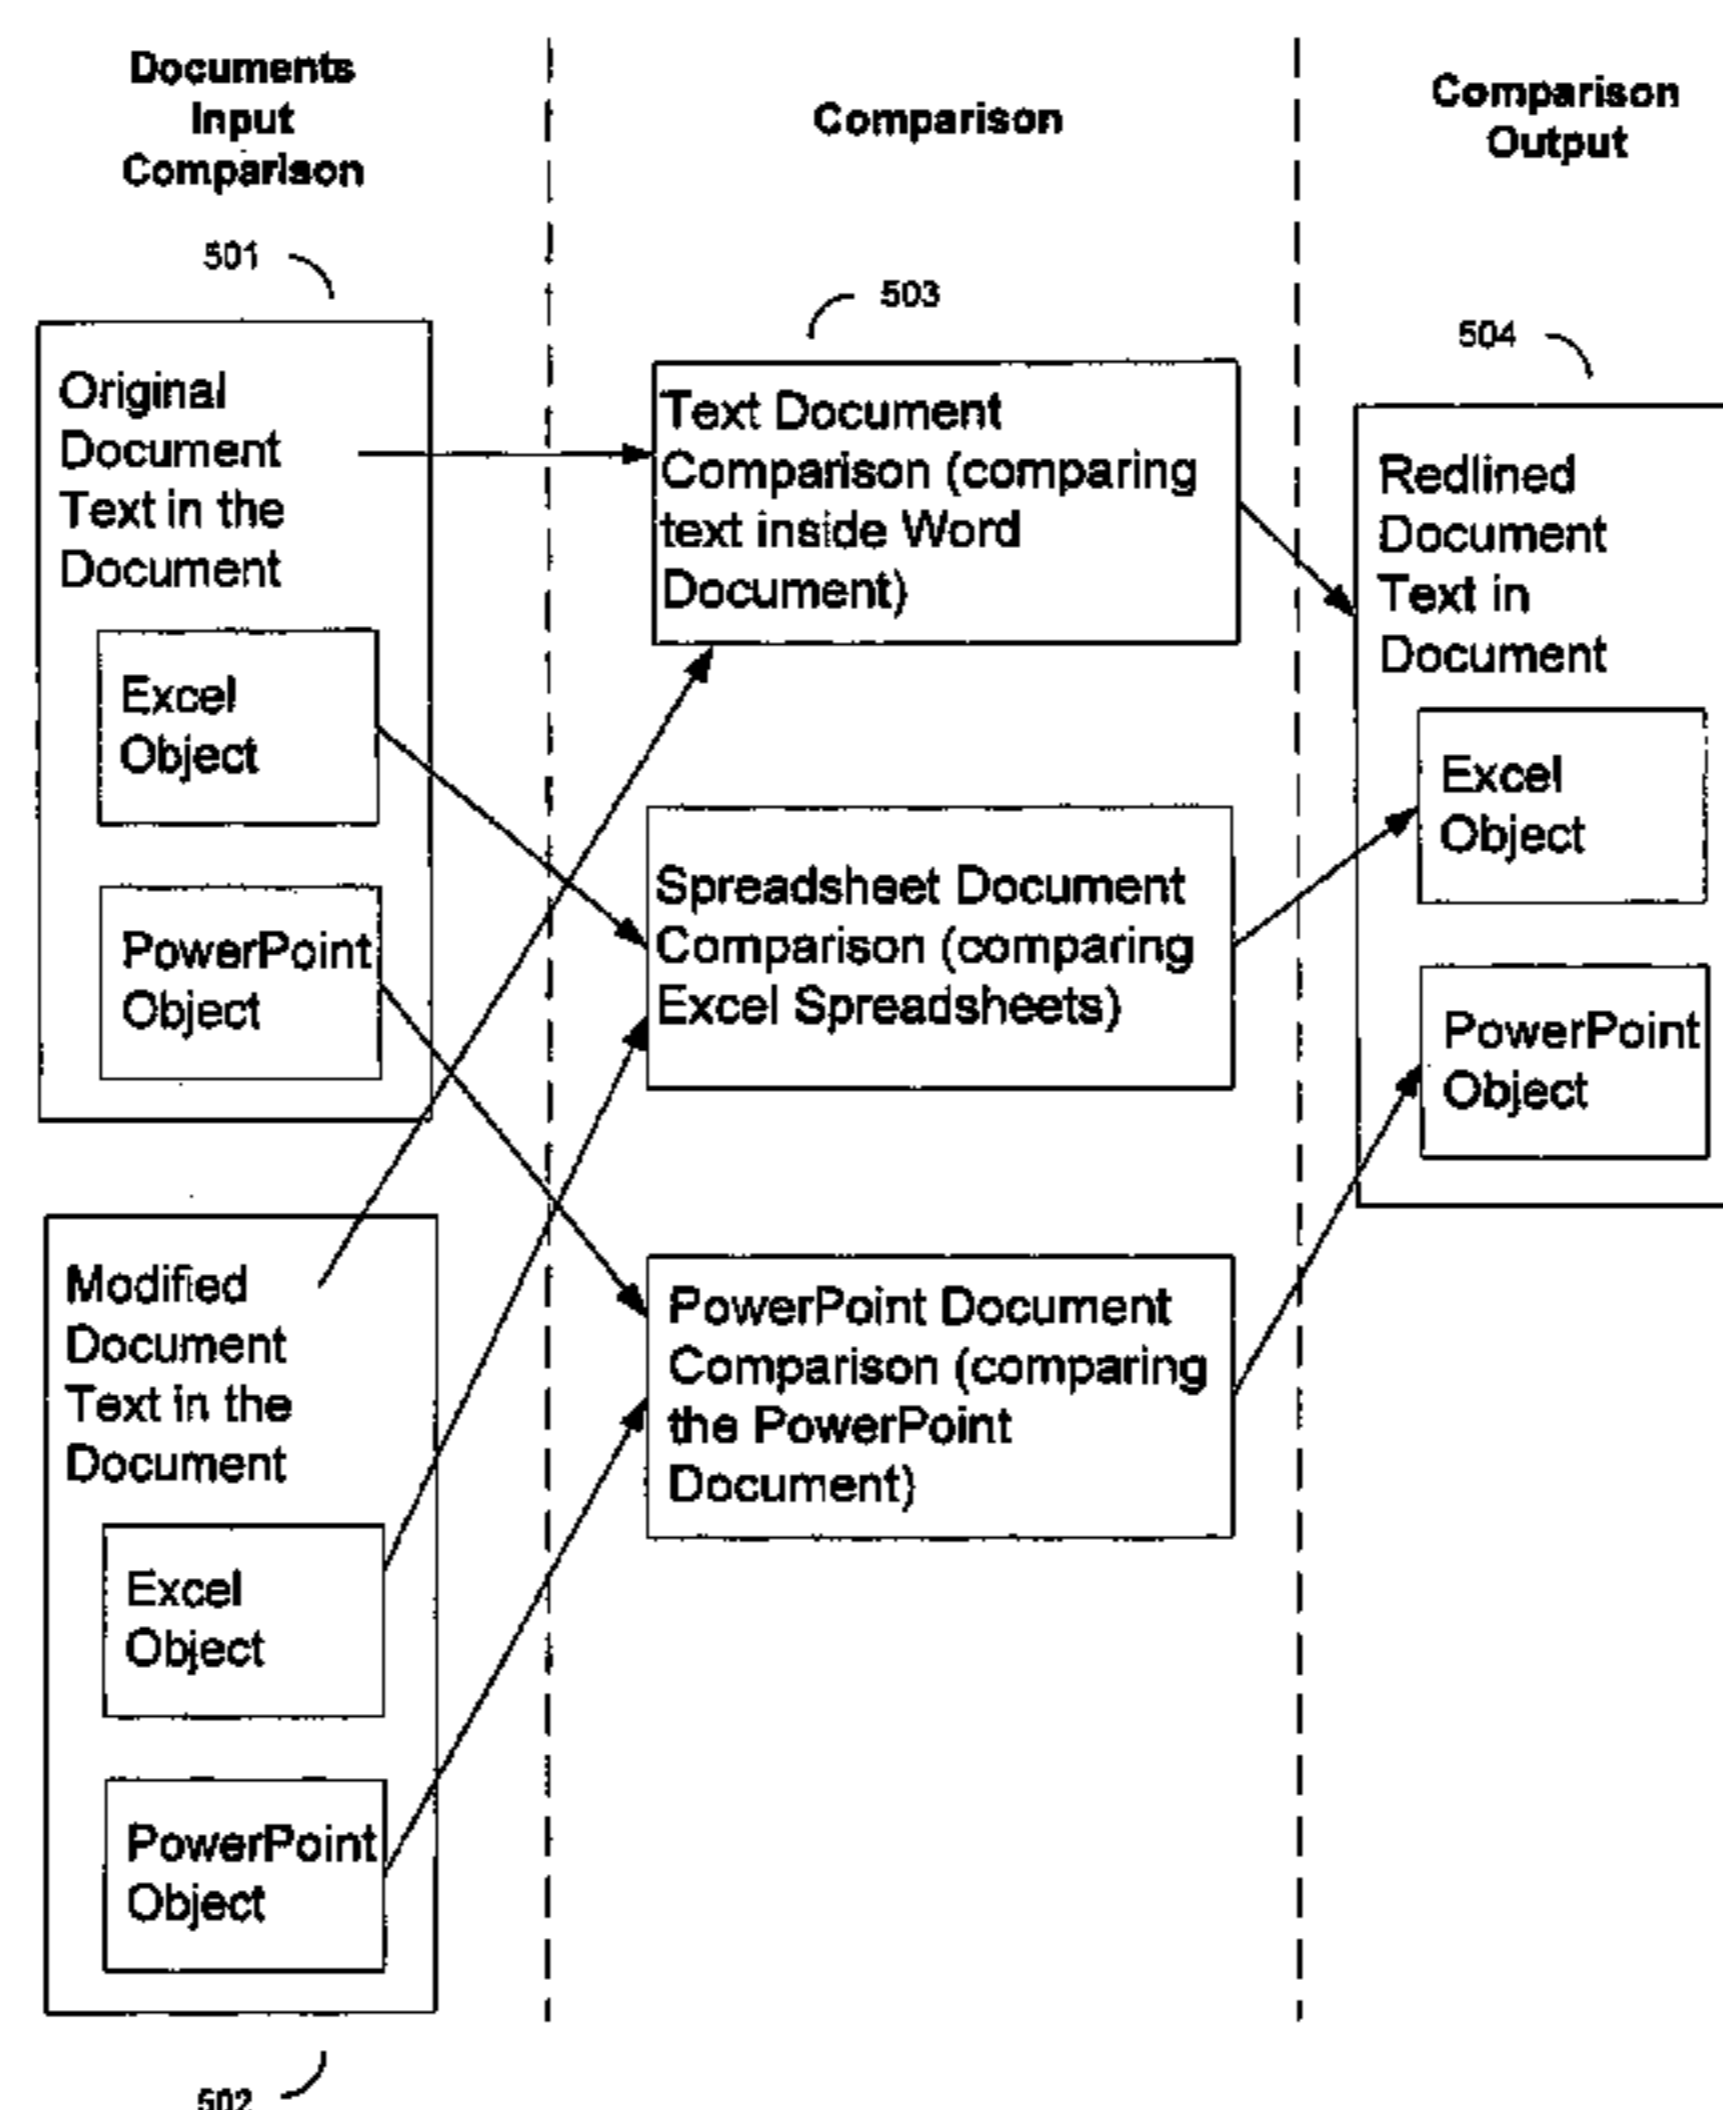 Documents
Input
Comparison
Comparison
Comparison
Output
501
503
504
Original
Document
Text in the
Document
Excel
Object
PowerPoint
Object
Text Document
Comparison (comparing
text inside Word
Document)
Redlined
Document
Text in
Document
Excel
Object
PowerPoint
Object
Spreadsheet Document
Comparison (comparing
Excel Spreadsheets)
Modified
Document
Text in the
Document
Excel
Object
PowerPoint
Object
PowerPoint Document
Comparison (comparing
the PowerPoint
Document)
502